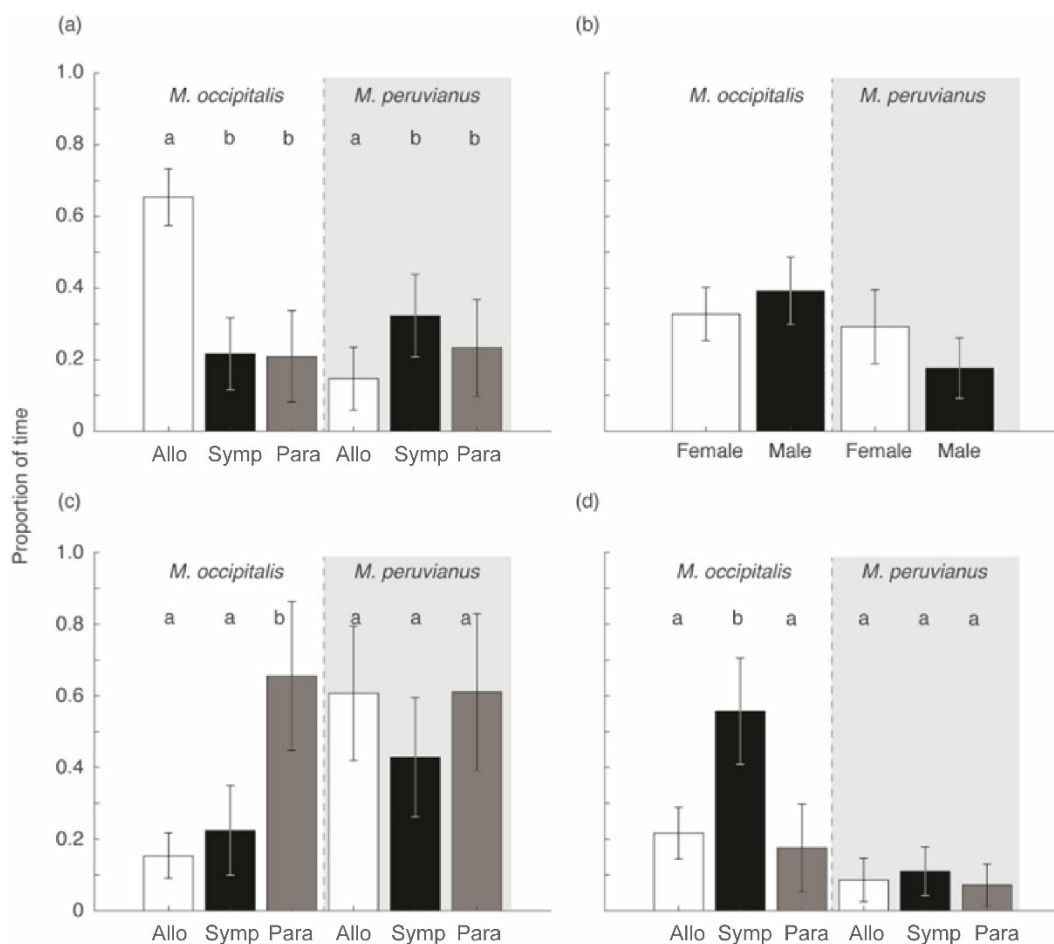 (a)
M. occipitalis M. peruvianus
a b b a b b
1.0
0.8
0.6
0.4
0.2
0
Allo Symp Para Allo Symp Para
(b)
M. occipitalis M. peruvianus
Female Male Female Male
Proportion of time
(c)
M. occipitalis M. peruvianus
a a b a a a
1.0
0.8
0.6
0.4
0.2
0
Allo Symp Para Allo Symp Para
(d)
M. occipitalis M. peruvianus
a b a a a a
Allo Symp Para Allo Symp Para